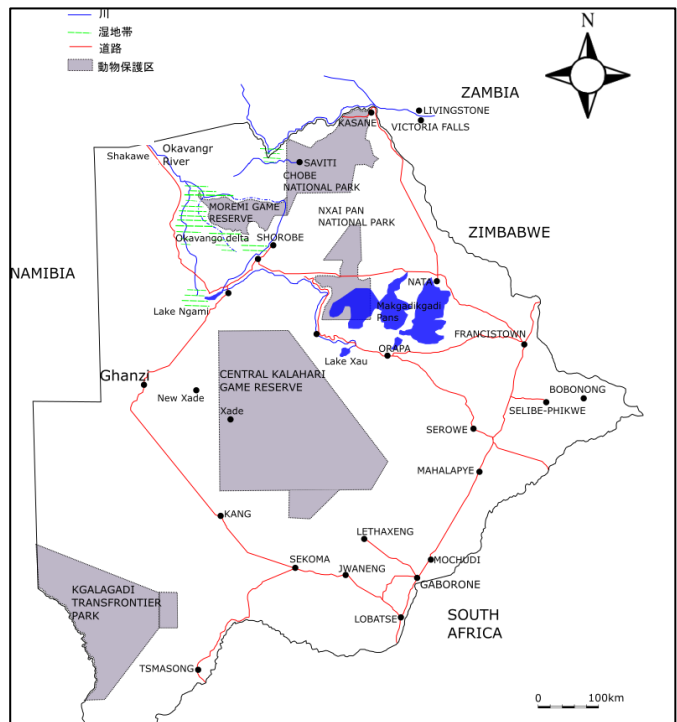 川
湿地帯
道路
動物保護区
N
ZAMBIA
LIVINGSTONE
VICTORIA FALLS
KASANE
Okavangr
River
Shakawe
SAVITI
CHOBE
NATIONAL PARK
MOREMI GAME
RESERVE
NXAI PAN
NATIONAL PARK
ZIMBABWE
Okavango delta
SHOROBE
NAMIBIA
NATA
Lake Ngami
Makgadikgadi
Pans
FRANCISTOWN
ORAPA
Lake Xau
Ghanzi
CENTRAL KALAHARI
GAME RESERVE
New Xade
Xade
BOBONONG
SELIBE-PHIKWE
SEROWE
MAHALAPYE
KANG
LETHAXENG
MOCHUDI
SEKOMA
JWANENG
GABORONE
KGALAGADI
TRANSFRONTIER
PARK
LOBATSE
SOUTH
AFRICA
TSMASONG
0 100km